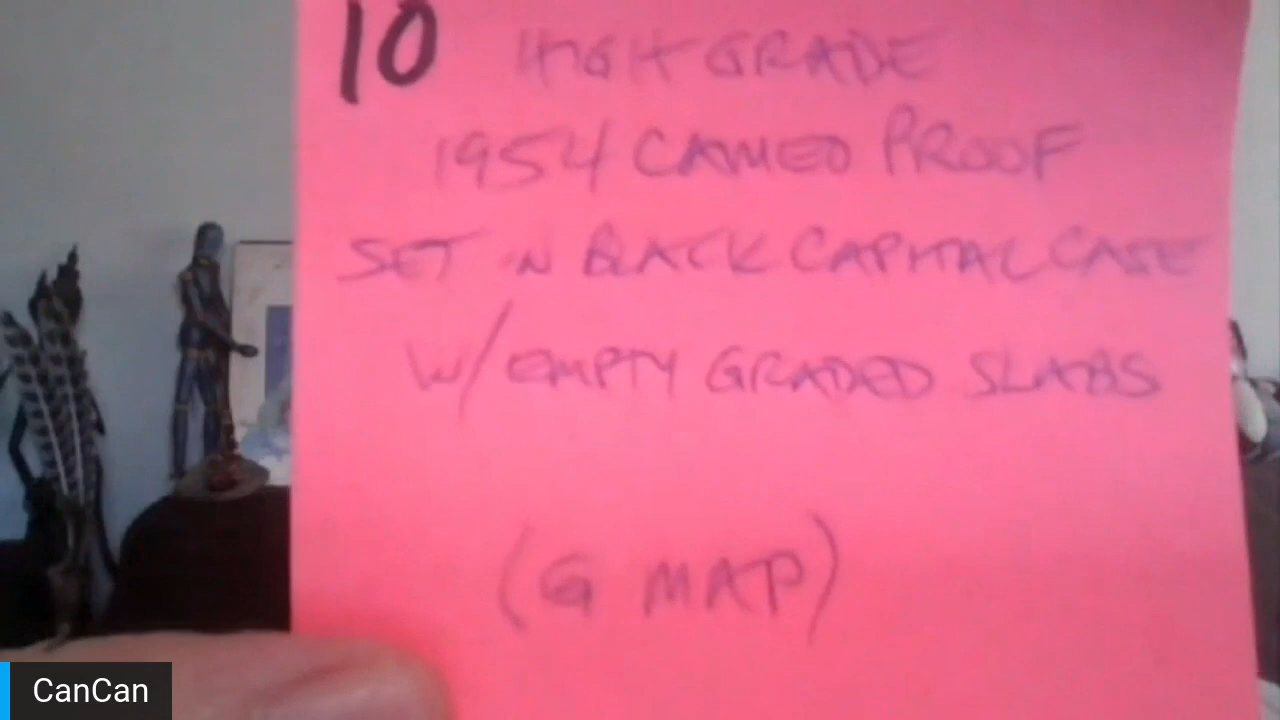 10 HIGH GRADE
1954 CAMEO PROOF
SET IN BLACK CAPITAL CASE
W/ EMPTY GRADED SLABS
(G MAP)
CanCan